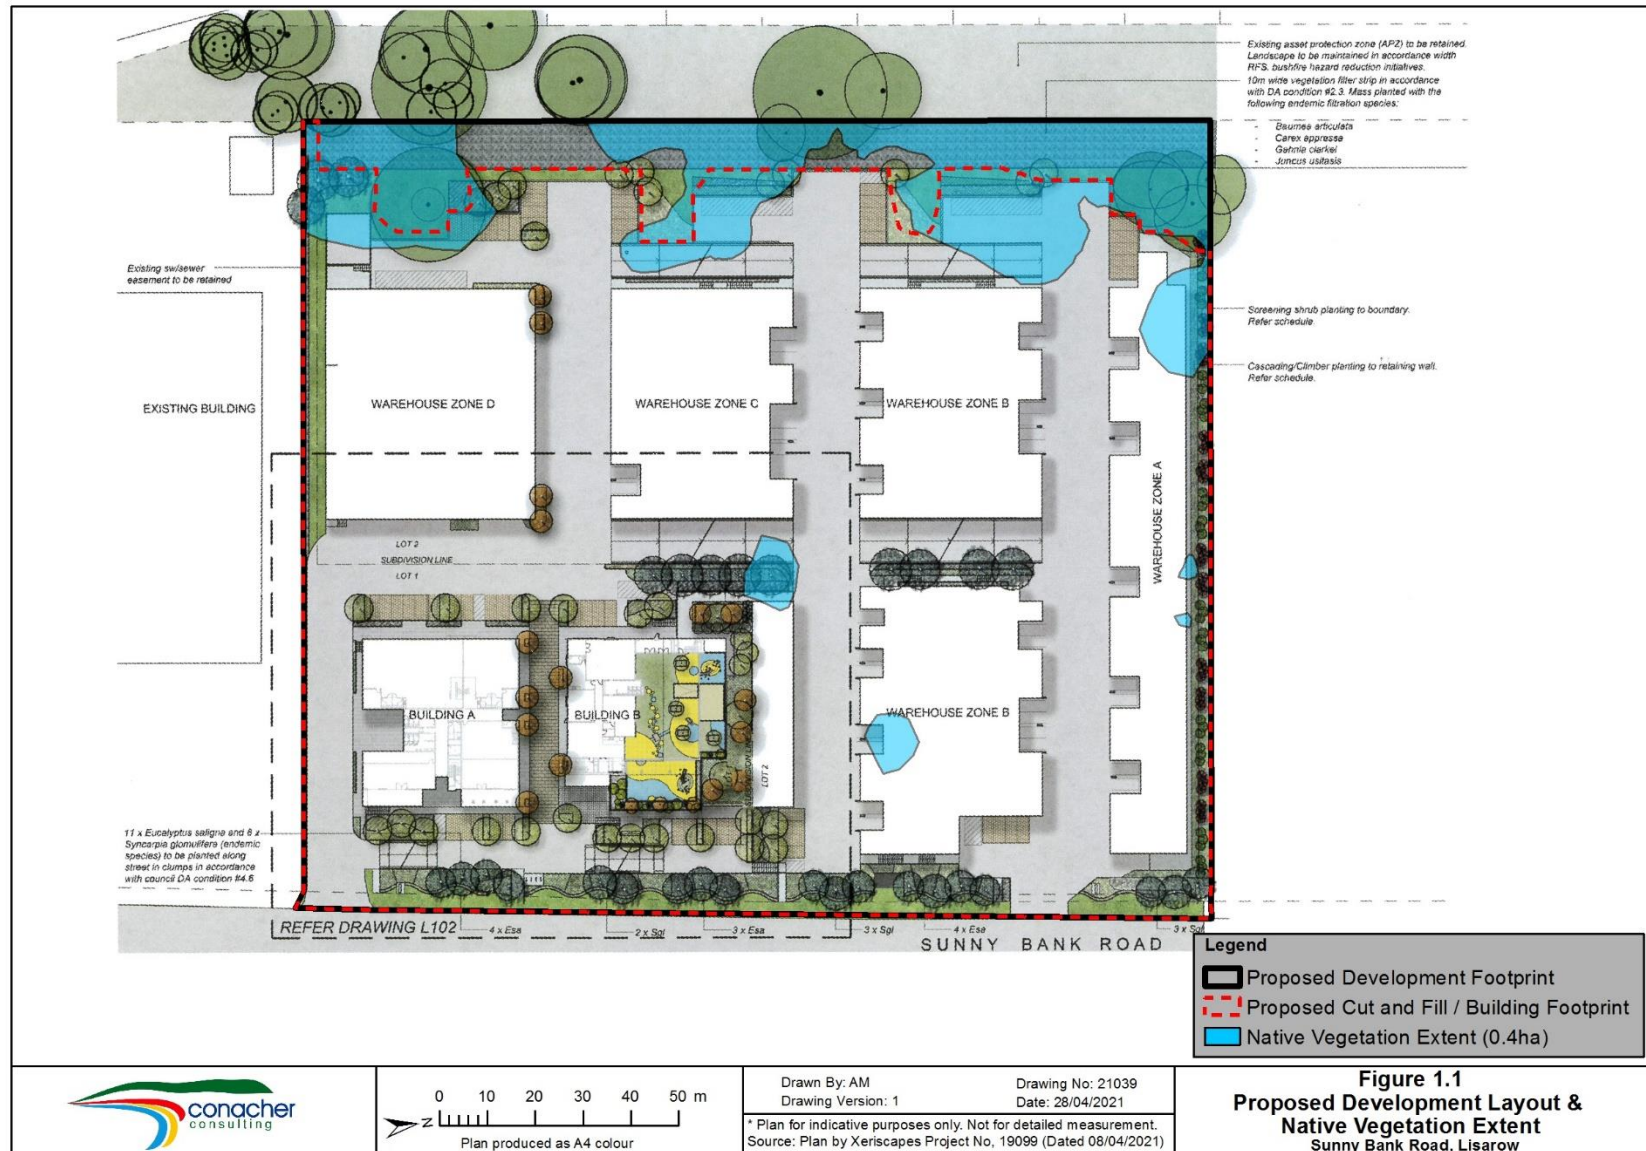 Existing asset protection zone (APZ) to be retained.
Landscape to be maintained in accordance width
RFS. bushfire hazard reduction initiatives.
10m wide vegetation filter strip in accordance
with DA condition #2.3. Mass planted with the
following endemic filtration species:
- Baumea articulata
- Carex appressa
- Gahnia clarkei
- Juncus usitasis
Existing sw/sewer
easement to be retained
Screening shrub planting to boundary.
Refer schedule.
Cascading/Climber planting to retaining wall.
Refer schedule.
EXISTING BUILDING
WAREHOUSE ZONE D
WAREHOUSE ZONE C
WAREHOUSE ZONE B
WAREHOUSE ZONE A
LOT 2
SUBDIVISION LINE
LOT 1
BUILDING A
BUILDING B
LOT 2
WAREHOUSE ZONE B
11 x Eucalyptus saligna and 6 x
Syncarpia glomulifera (endemic
species) to be planted along
street in clumps in accordance
with council DA condition #4.6
REFER DRAWING L102
4 x Esa
2 x Sgl
3 x Esa
3 x Sgl
4 x Esa
3 x Sgl
SUNNY BANK ROAD
Legend
Proposed Development Footprint
Proposed Cut and Fill / Building Footprint
Native Vegetation Extent (0.4ha)
conacher
consulting
0 10 20 30 40 50 m
N
Plan produced as A4 colour
Drawn By: AM
Drawing Version: 1
Drawing No: 21039
Date: 28/04/2021
* Plan for indicative purposes only. Not for detailed measurement.
Source: Plan by Xeriscapes Project No, 19099 (Dated 08/04/2021)
Figure 1.1
Proposed Development Layout &
Native Vegetation Extent
Sunny Bank Road, Lisarow